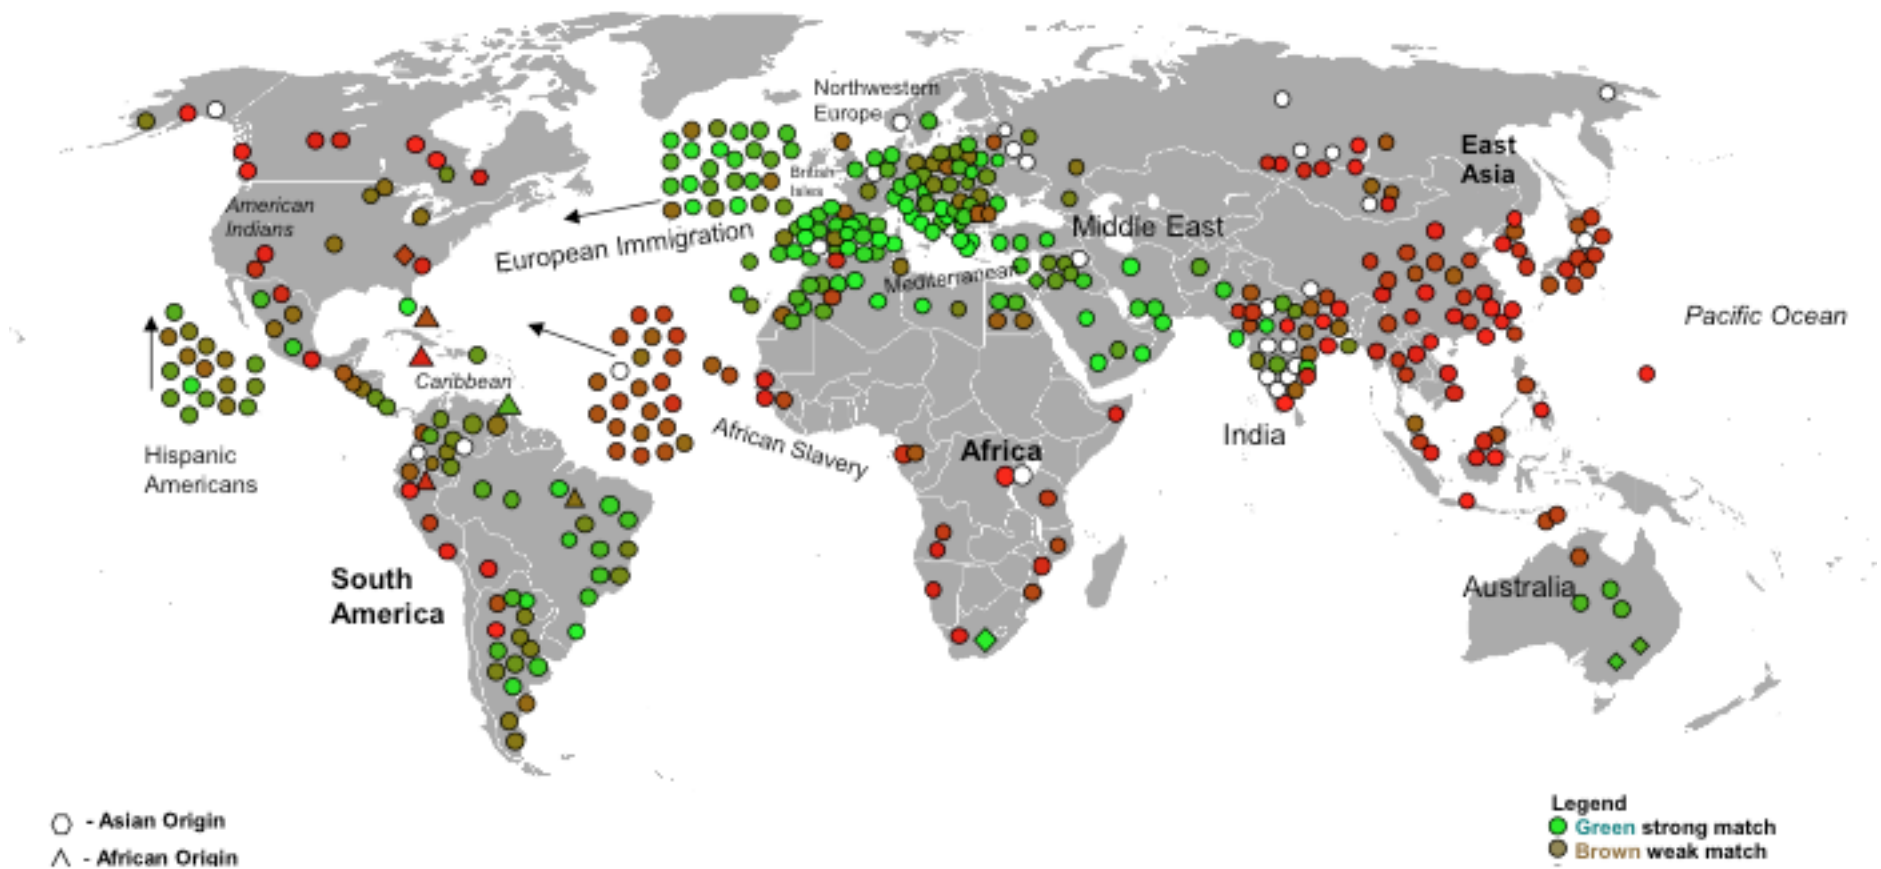 Northwestern
Europe
East
Asia
British
Isles
American
Indians
European Immigration
Middle East
Mediterranean
Pacific Ocean
Caribbean
African Slavery
India
Africa
Hispanic
Americans
South
America
Australia
- Asian Origin
- African Origin
Legend
Green strong match
Brown weak match